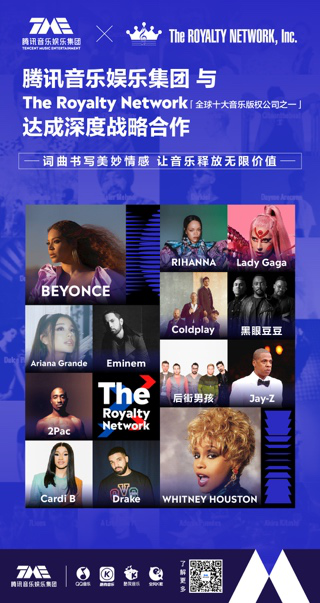 TME
腾讯音乐娱乐集团
TENCENT MUSIC ENTERTAINMENT
The ROYALTY NETWORK, Inc.
腾讯音乐娱乐集团 与
The Royalty Network「全球十大音乐版权公司之一」
达成深度战略合作
词曲书写美妙情感 让音乐释放无限价值
BEYONCE
RIHANNA
Lady Gaga
Coldplay
黑眼豆豆
Ariana Grande
Eminem
2Pac
The
Royalty
Network
后街男孩
Jay-Z
Cardi B
Drake
WHITNEY HOUSTON
TME
腾讯音乐娱乐集团
QQ音乐
酷狗音乐
酷我音乐
全民K歌
了解更多